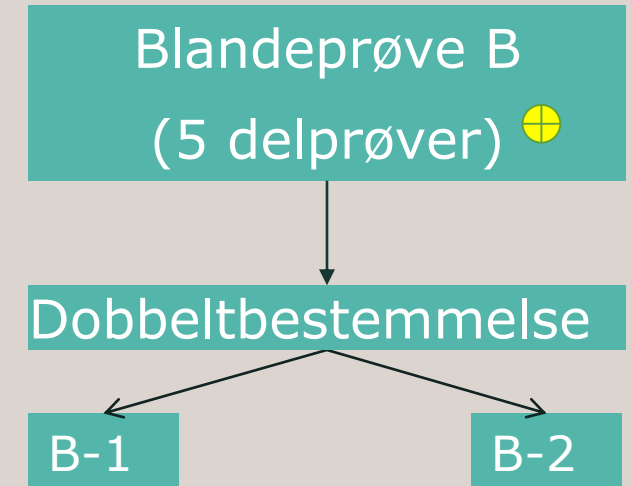 Blandeprøve B
(5 delprøver)
Dobbeltbestemmelse
B-1
B-2